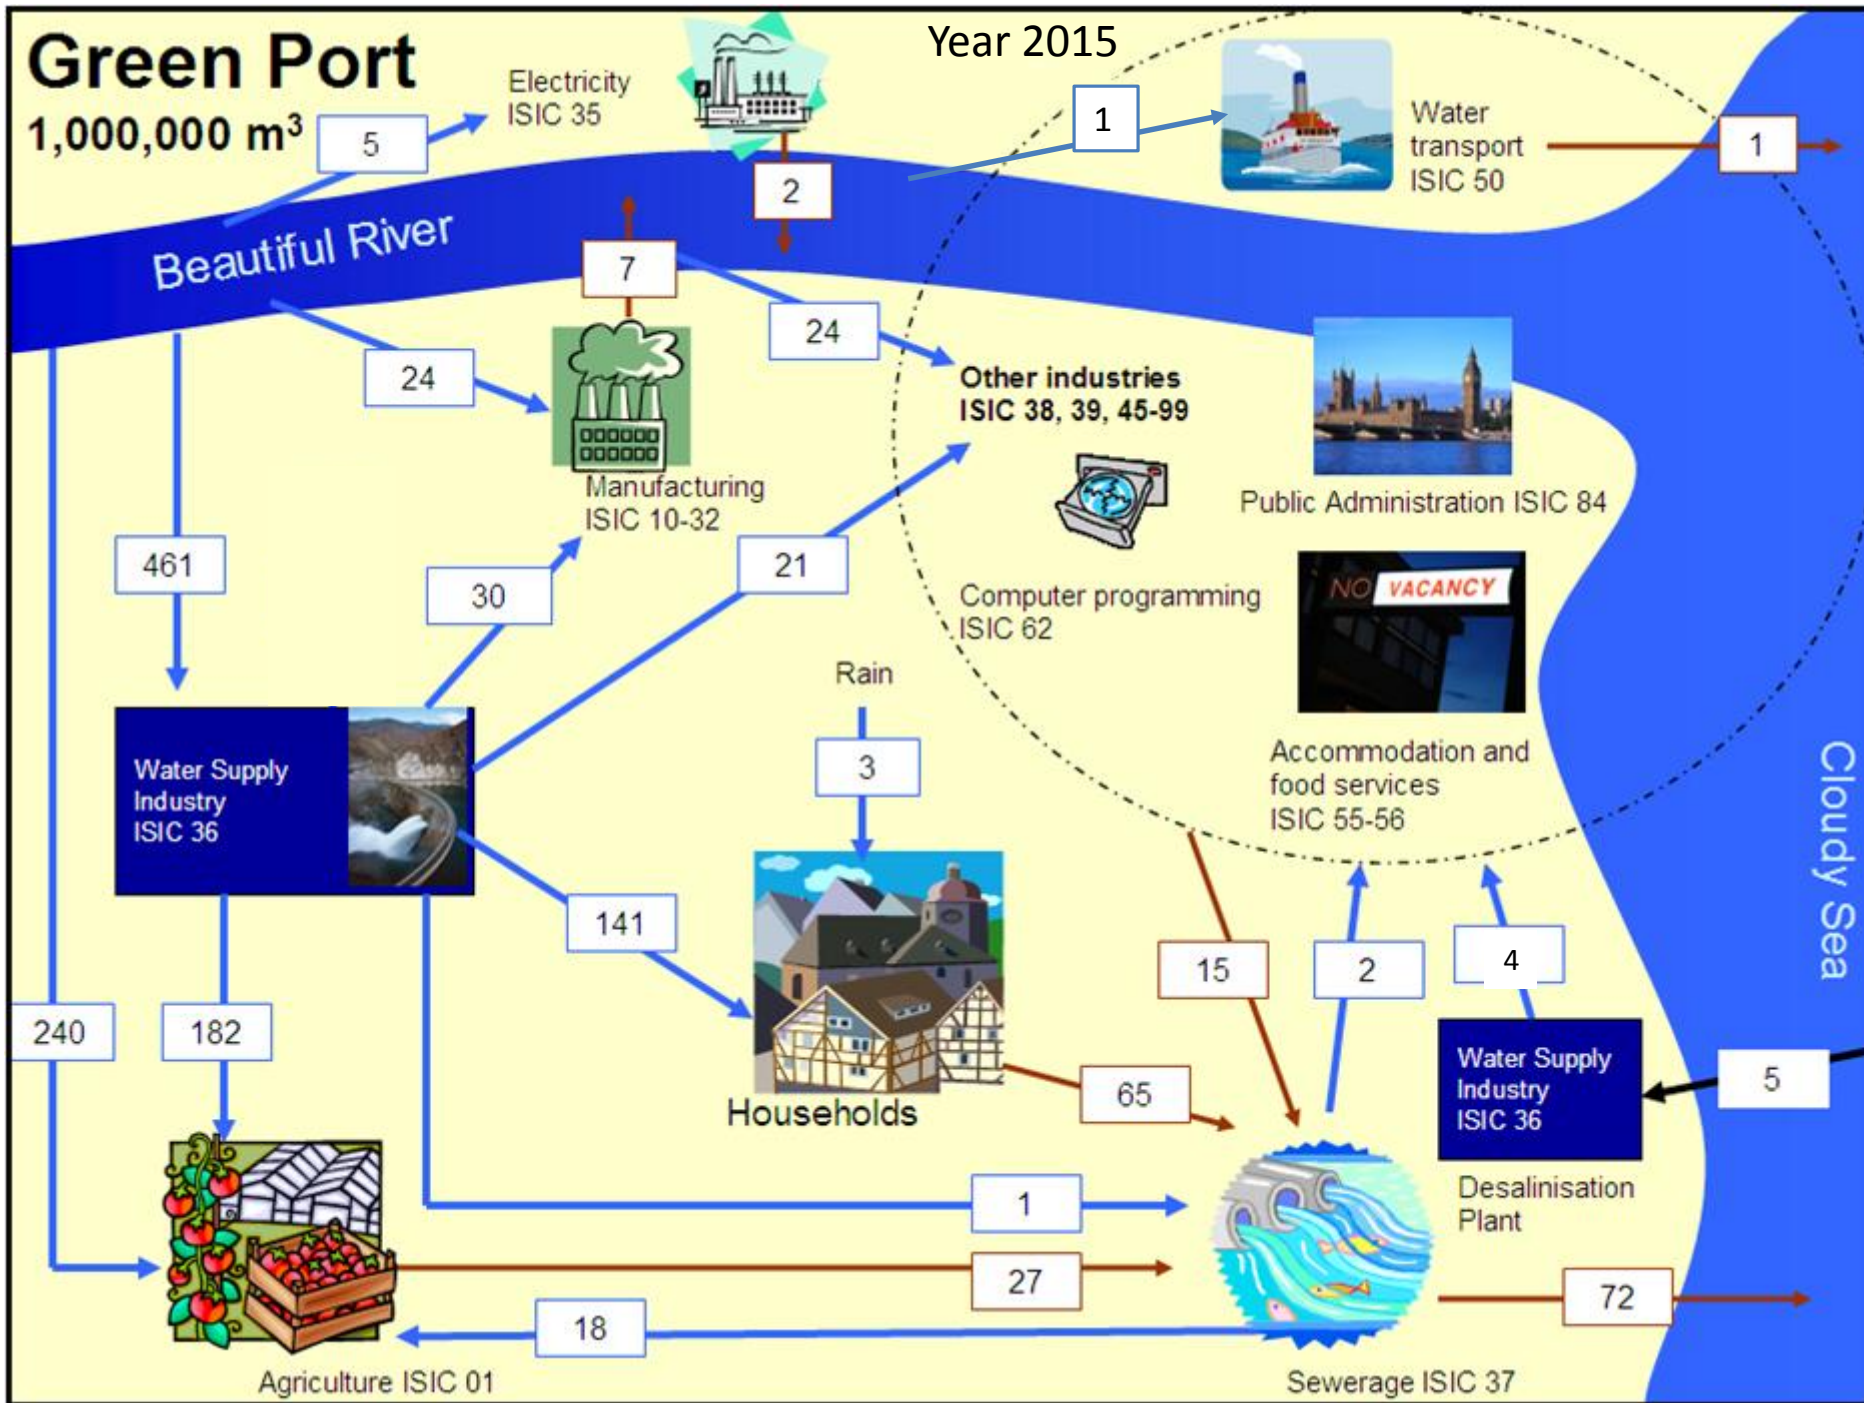 Green Port
1,000,000 m³
Year 2015
Electricity
ISIC 35
5
2
1
Water
transport
ISIC 50
1
Beautiful River
7
24
24
Other industries
ISIC 38, 39, 45-99
Manufacturing
ISIC 10-32
Public Administration ISIC 84
461
30
21
Computer programming
ISIC 62
NO VACANCY
Rain
3
Water Supply
Industry
ISIC 36
Accommodation and
food services
ISIC 55-56
Cloudy Sea
141
15
2
4
240
182
Households
65
Water Supply
Industry
ISIC 36
5
Desalinisation
Plant
1
27
72
18
Agriculture ISIC 01
Sewerage ISIC 37